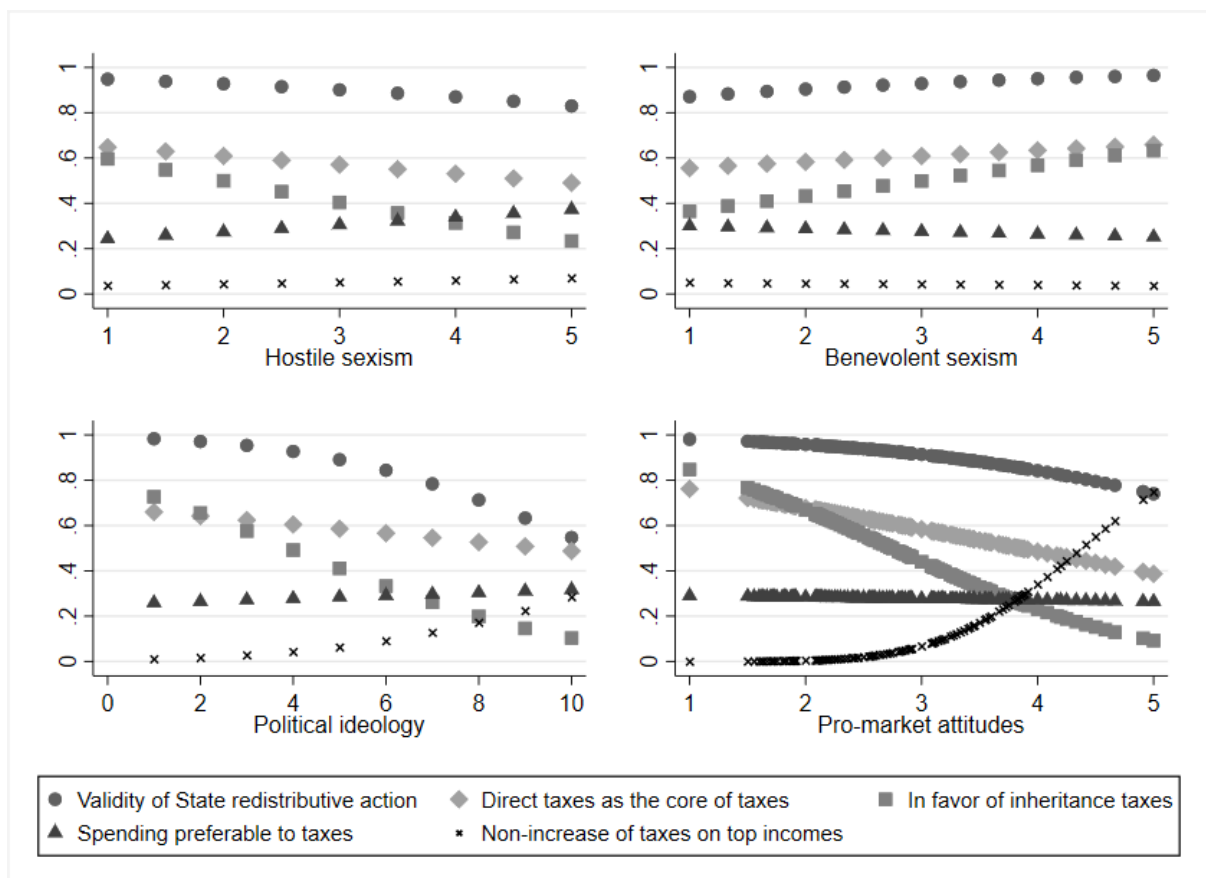 0 .2 .4 .6 .8 1
1 2 3 4 5
Hostile sexism
0 .2 .4 .6 .8 1
1 2 3 4 5
Benevolent sexism
0 .2 .4 .6 .8 1
0 2 4 6 8 10
Political ideology
0 .2 .4 .6 .8 1
1 2 3 4 5
Pro-market attitudes
Validity of State redistributive action Direct taxes as the core of taxes In favor of inheritance taxes
Spending preferable to taxes Non-increase of taxes on top incomes